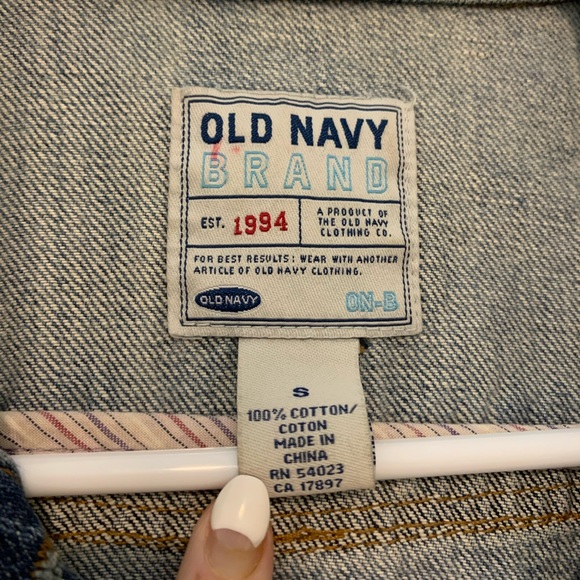 OLD NAVY
BRAND
EST. 1994
A PRODUCT OF
THE OLD NAVY
CLOTHING CO.
FOR BEST RESULTS: WEAR WITH ANOTHER
ARTICLE OF OLD NAVY CLOTHING.
OLD NAVY
ON-B
S
100% COTTON/
COTON
MADE IN
CHINA
RN 54023
CA 17897